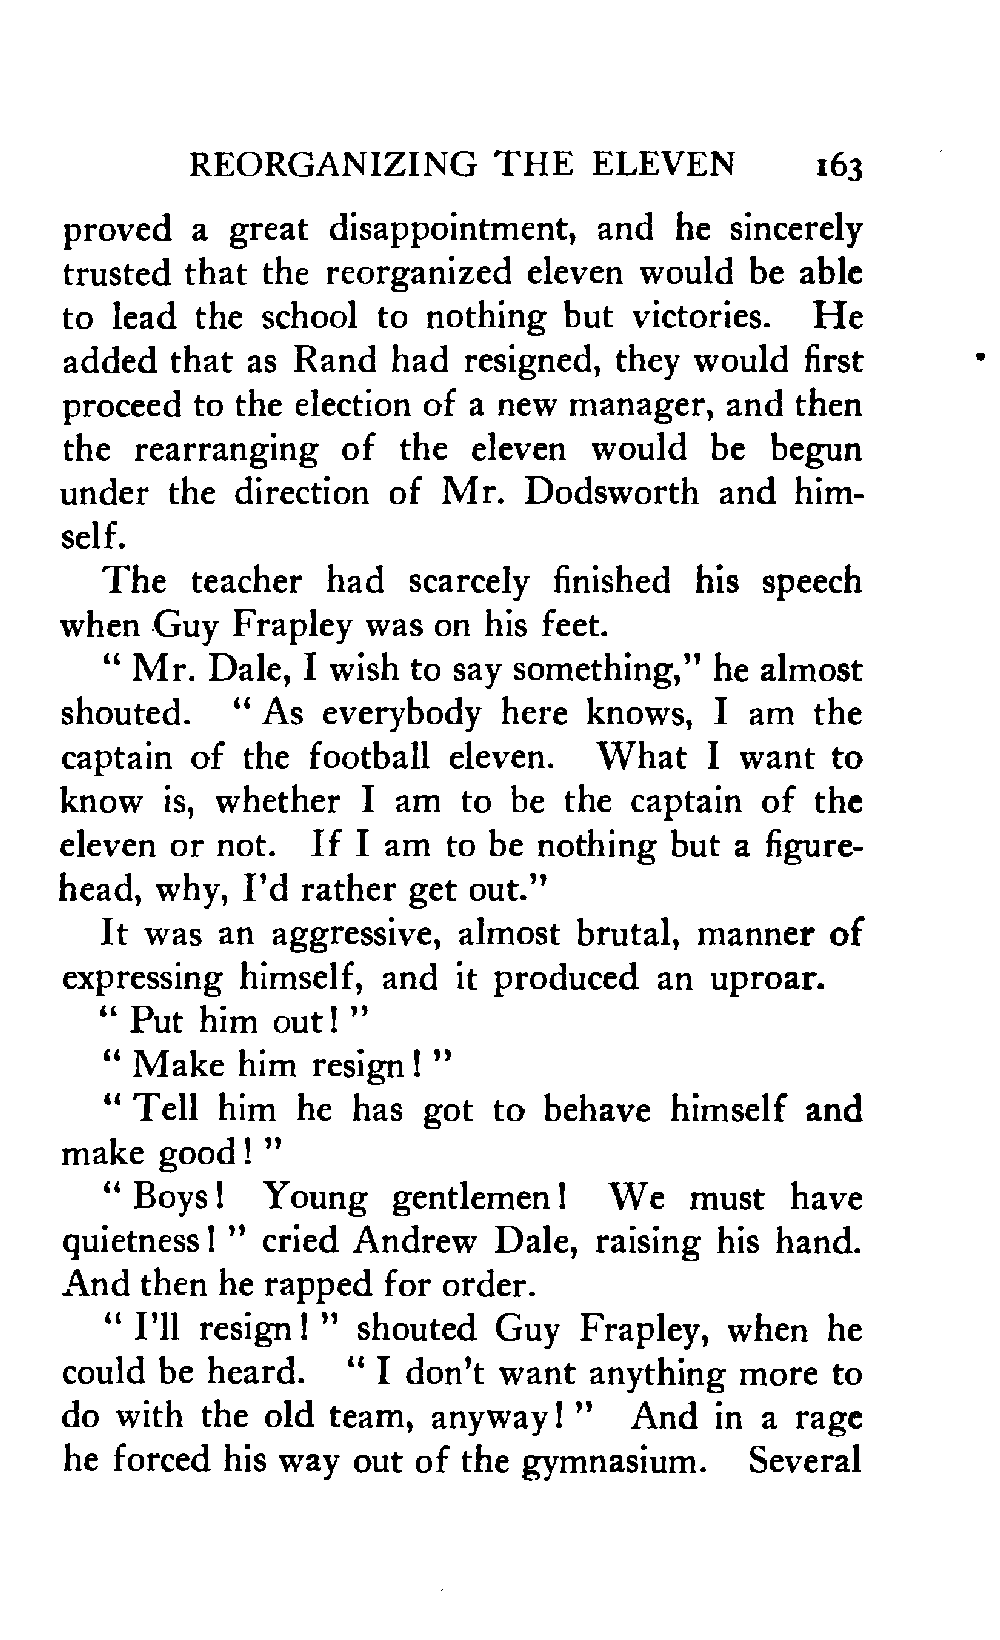 REORGANIZING THE ELEVEN 163
proved a great disappointment, and he sincerely
trusted that the reorganized eleven would be able
to lead the school to nothing but victories. He
added that as Rand had resigned, they would first
proceed to the election of a new manager, and then
the rearranging of the eleven would be begun
under the direction of Mr. Dodsworth and him-
self.
The teacher had scarcely finished his speech
when Guy Frapley was on his feet.
" Mr. Dale, I wish to say something," he almost
shouted. " As everybody here knows, I am the
captain of the football eleven. What I want to
know is, whether I am to be the captain of the
eleven or not. If I am to be nothing but a figure-
head, why, I'd rather get out."
It was an aggressive, almost brutal, manner of
expressing himself, and it produced an uproar.
" Put him out! "
" Make him resign! "
" Tell him he has got to behave himself and
make good! "
" Boys! Young gentlemen! We must have
quietness! " cried Andrew Dale, raising his hand.
And then he rapped for order.
" I'll resign! " shouted Guy Frapley, when he
could be heard. " I don't want anything more to
do with the old team, anyway! " And in a rage
he forced his way out of the gymnasium. Several